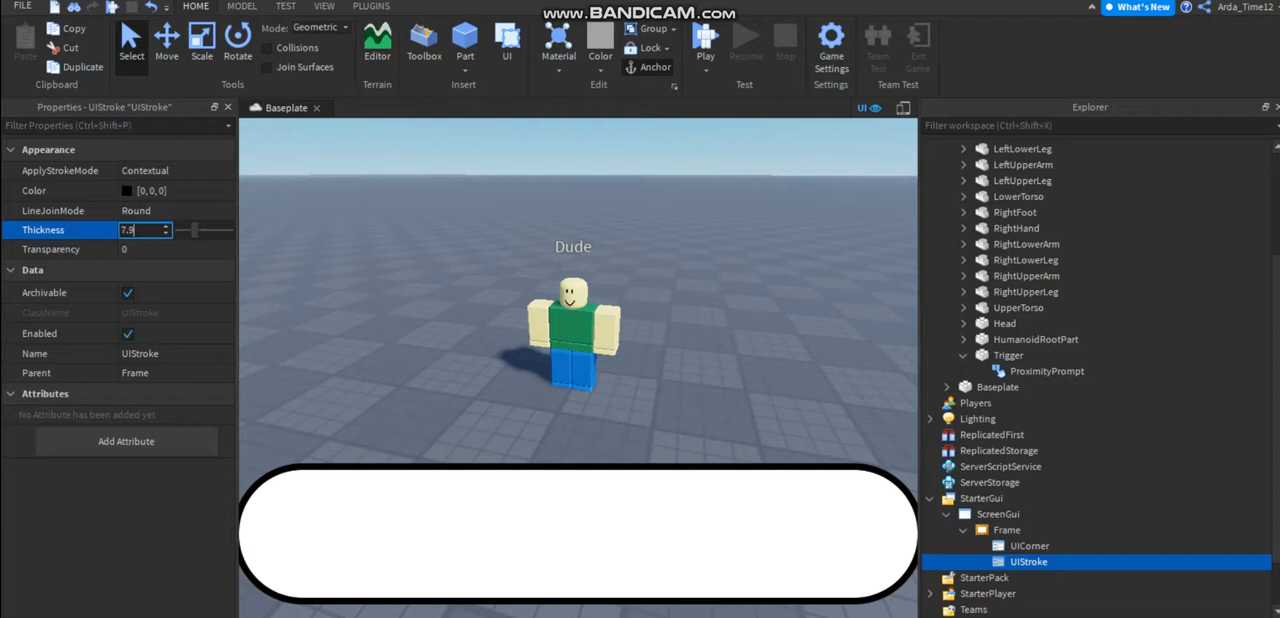 FILE HOME MODEL TEST VIEW PLUGINS www.BANDICAM.com What's New Arda_Time12
Paste Copy Cut Duplicate Clipboard
Select Move Scale Rotate Mode: Geometric Collisions Join Surfaces Tools
Editor Terrain
Toolbox Part UI Insert
Material Color Group Lock Anchor Edit
Play Resume Stop Test
Game Settings Settings
Team Test Exit Game Team Test
Properties - UIStroke "UIStroke"
Filter Properties (Ctrl+Shift+P)
Appearance
ApplyStrokeMode Contextual
Color [0,0,0]
LineJoinMode Round
Thickness 7.9
Transparency 0
Data
Archivable
ClassName UIStroke
Enabled
Name UIStroke
Parent Frame
Attributes
No Attribute has been added yet
Add Attribute
Baseplate UI
Dude
Explorer
Filter workspace (Ctrl+Shift+X)
LeftLowerLeg
LeftUpperArm
LeftUpperLeg
LowerTorso
RightFoot
RightHand
RightLowerArm
RightLowerLeg
RightUpperArm
RightUpperLeg
UpperTorso
Head
HumanoidRootPart
Trigger
ProximityPrompt
Baseplate
Players
Lighting
ReplicatedFirst
ReplicatedStorage
ServerScriptService
ServerStorage
StarterGui
ScreenGui
Frame
UICorner
UIStroke
StarterPack
StarterPlayer
Teams